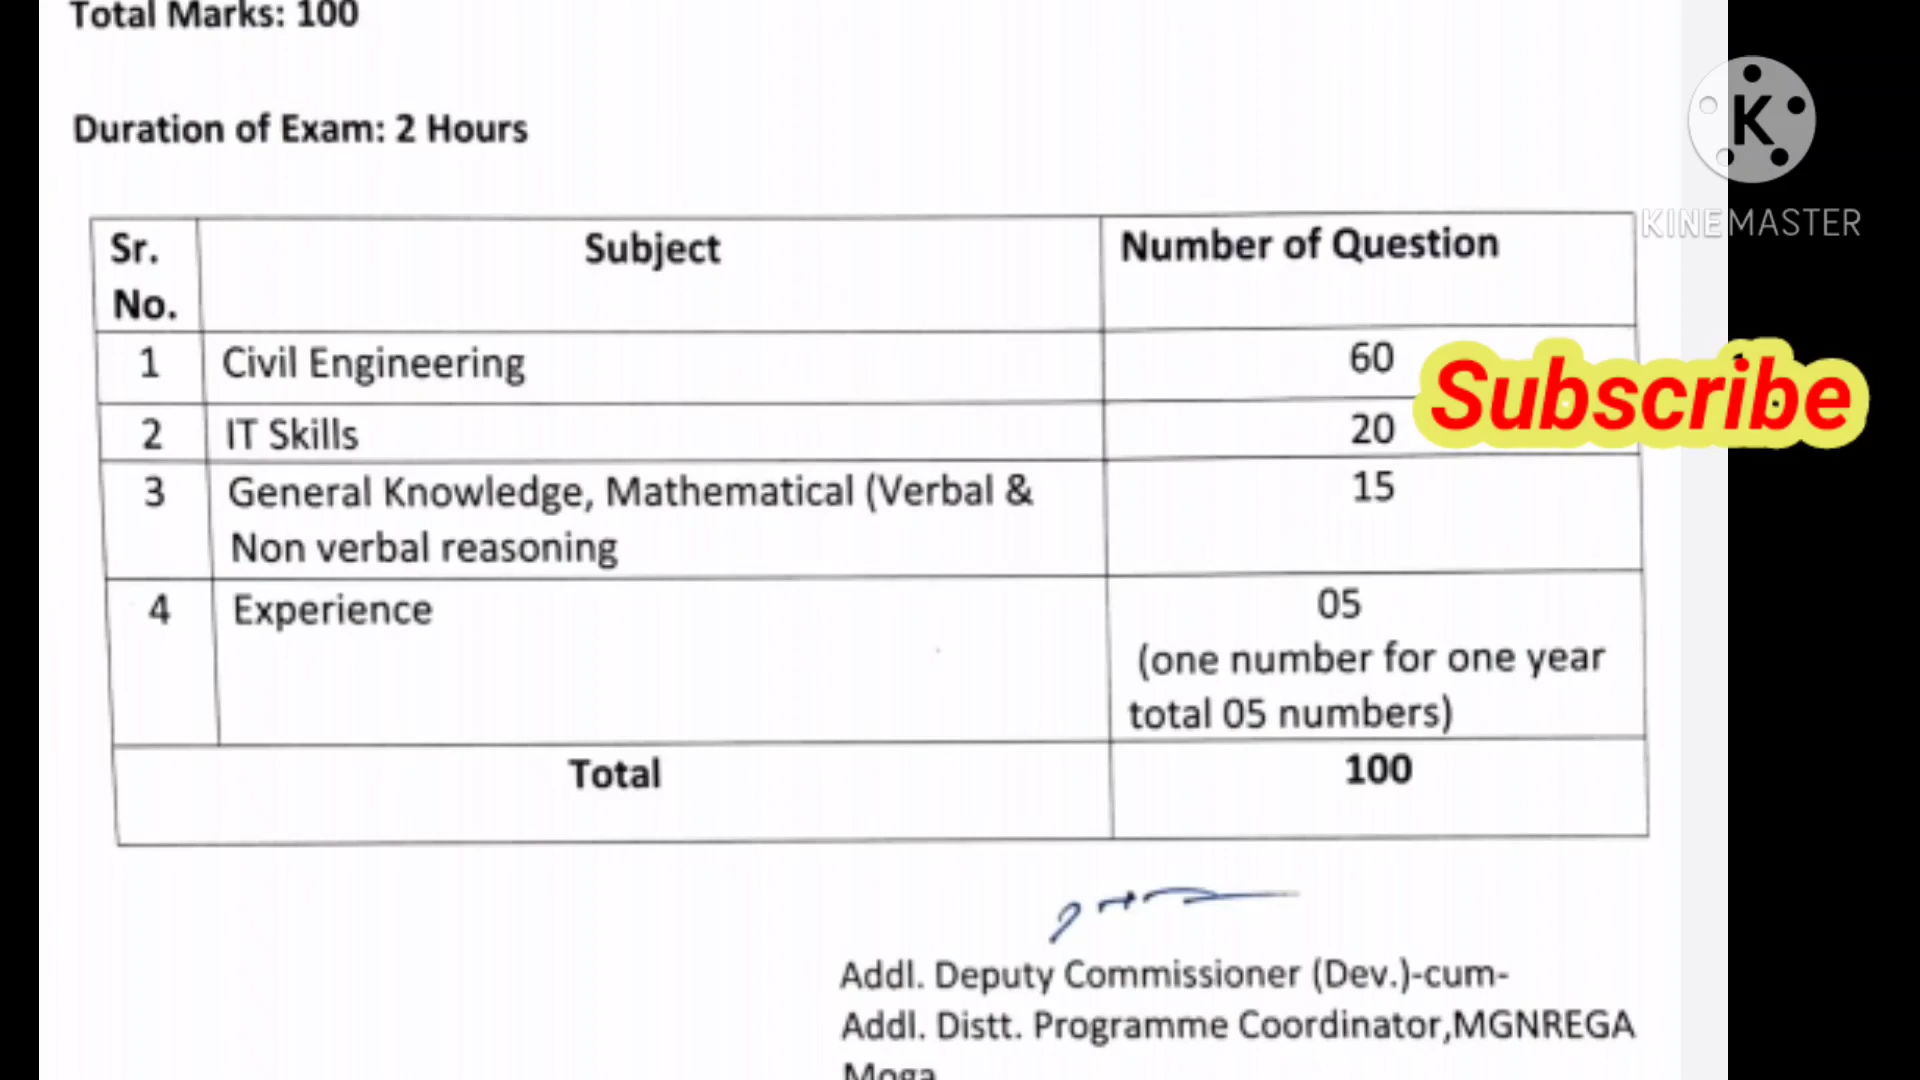 Total Marks: 100
Duration of Exam: 2 Hours
Sr. No. Subject Number of Question
1 Civil Engineering 60
2 IT Skills 20
3 General Knowledge, Mathematical (Verbal & Non verbal reasoning 15
4 Experience 05
(one number for one year
total 05 numbers)
Total 100
Addl. Deputy Commissioner (Dev.)-cum-
Addl. Distt. Programme Coordinator,MGNREGA
Moga
K
KINEMASTER
Subscribe